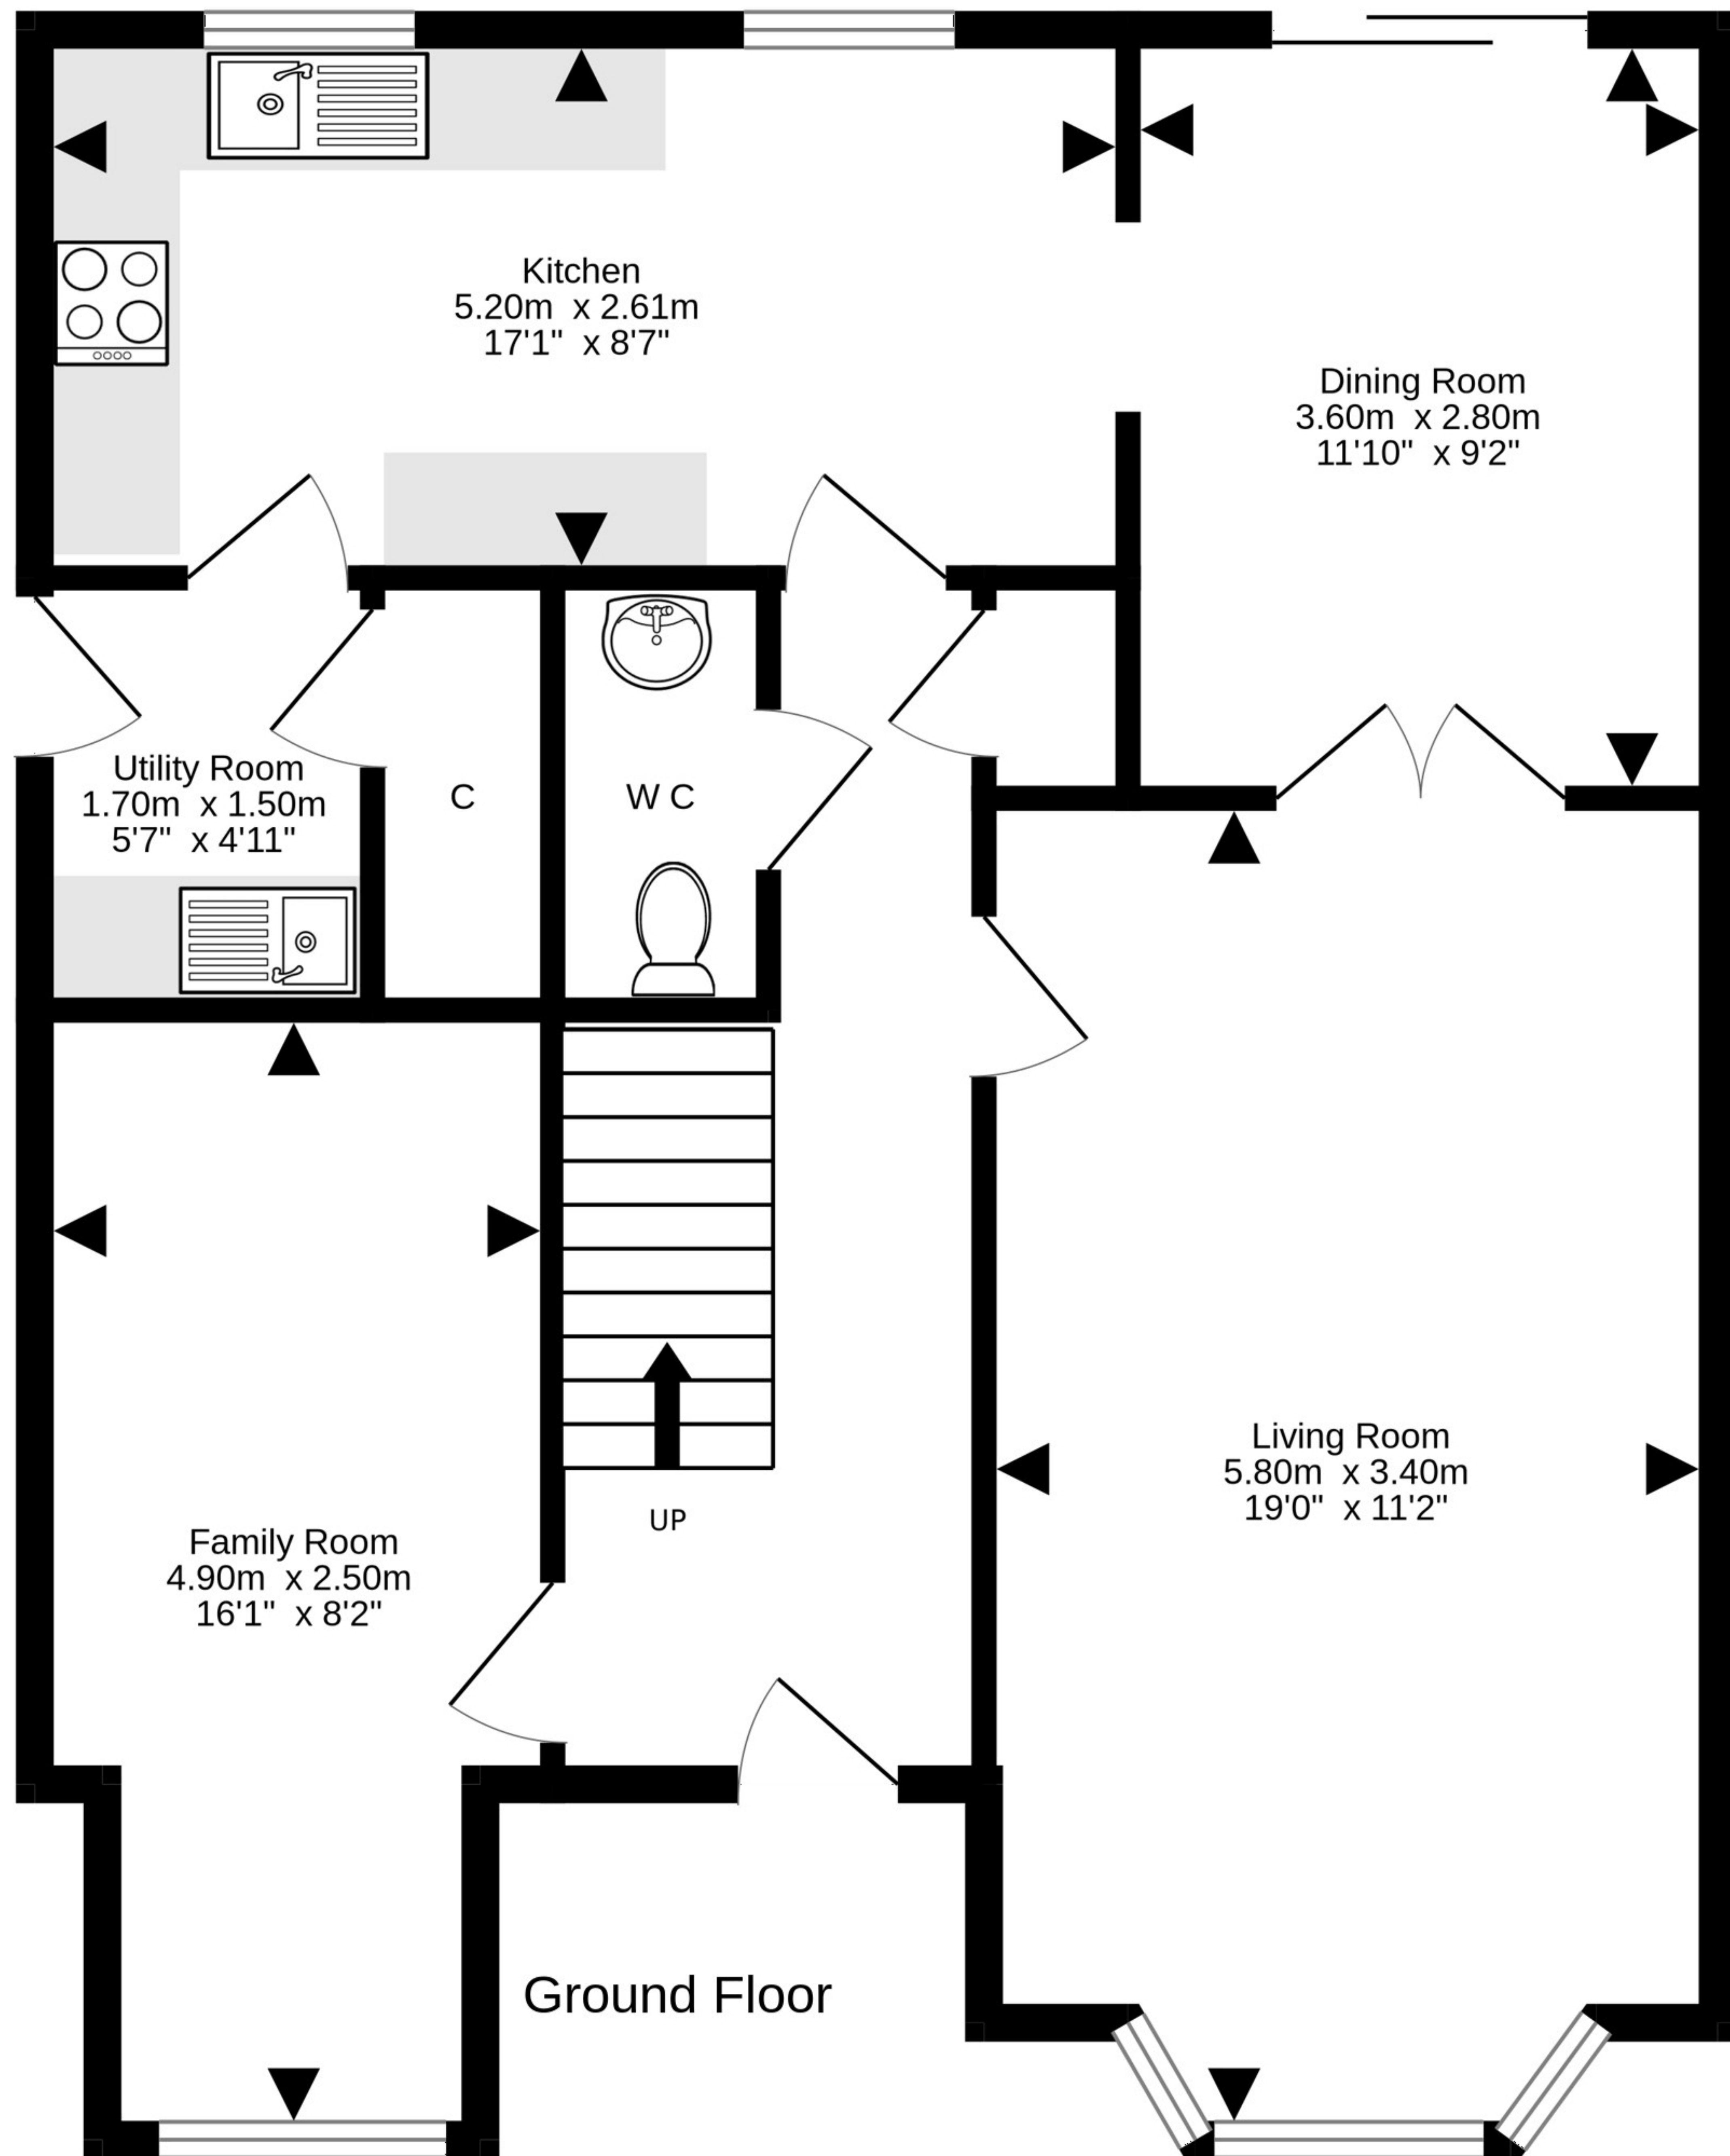 Kitchen
5.20m x 2.61m
17'1" x 8'7"
Dining Room
3.60m x 2.80m
11'10" x 9'2"
Utility Room
1.70m x 1.50m
5'7" x 4'11"
C
W C
Living Room
5.80m x 3.40m
19'0" x 11'2"
UP
Family Room
4.90m x 2.50m
16'1" x 8'2"
Ground Floor